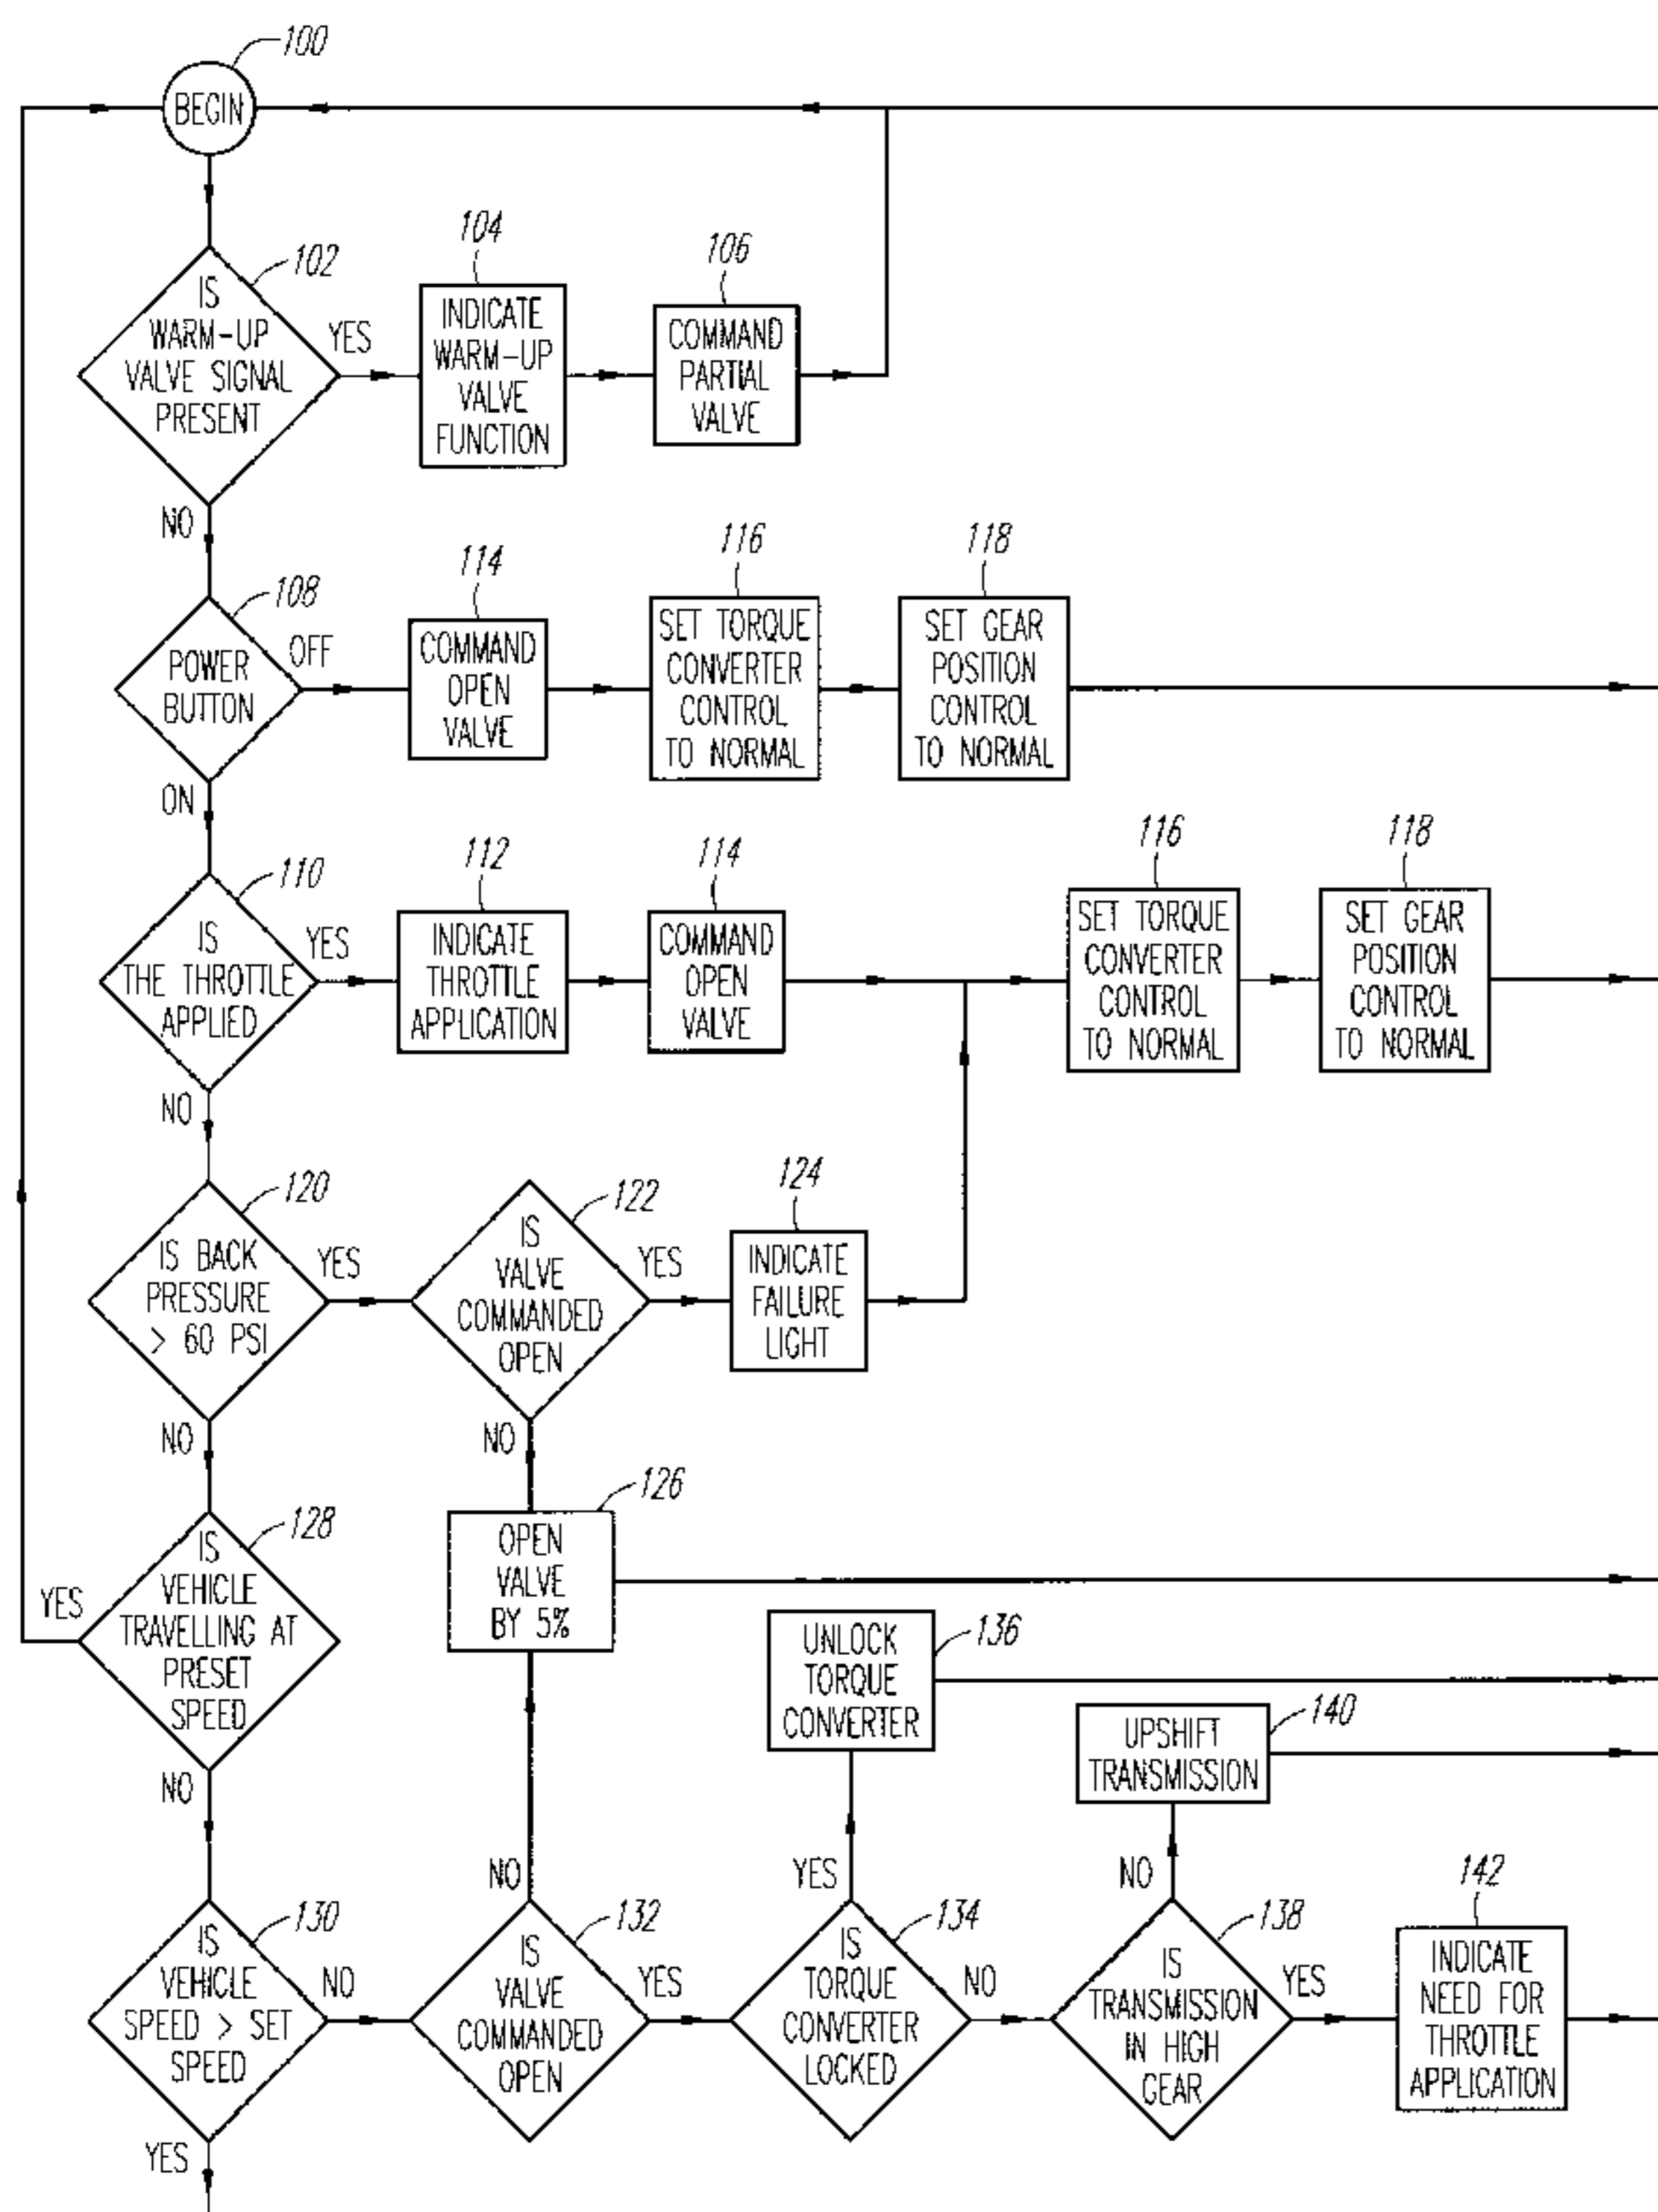 100
BEGIN
102
IS
WARM-UP
VALVE SIGNAL
PRESENT
YES
NO
104
INDICATE
WARM-UP
VALVE
FUNCTION
106
COMMAND
PARTIAL
VALVE
108
POWER
BUTTON
OFF
ON
114
COMMAND
OPEN
VALVE
116
SET TORQUE
CONVERTER
CONTROL
TO NORMAL
118
SET GEAR
POSITION
CONTROL
TO NORMAL
110
IS
THE THROTTLE
APPLIED
YES
NO
112
INDICATE
THROTTLE
APPLICATION
114
COMMAND
OPEN
VALVE
116
SET TORQUE
CONVERTER
CONTROL
TO NORMAL
118
SET GEAR
POSITION
CONTROL
TO NORMAL
120
IS BACK
PRESSURE
> 60 PSI
YES
NO
122
IS
VALVE
COMMANDED
OPEN
YES
NO
124
INDICATE
FAILURE
LIGHT
126
OPEN
VALVE
BY 5%
128
IS
VEHICLE
TRAVELLING AT
PRESET
SPEED
YES
NO
136
UNLOCK
TORQUE
CONVERTER
140
UPSHIFT
TRANSMISSION
130
IS
VEHICLE
SPEED > SET
SPEED
NO
YES
132
IS
VALVE
COMMANDED
OPEN
NO
YES
134
IS
TORQUE
CONVERTER
LOCKED
YES
NO
138
IS
TRANSMISSION
IN HIGH
GEAR
NO
YES
142
INDICATE
NEED FOR
THROTTLE
APPLICATION